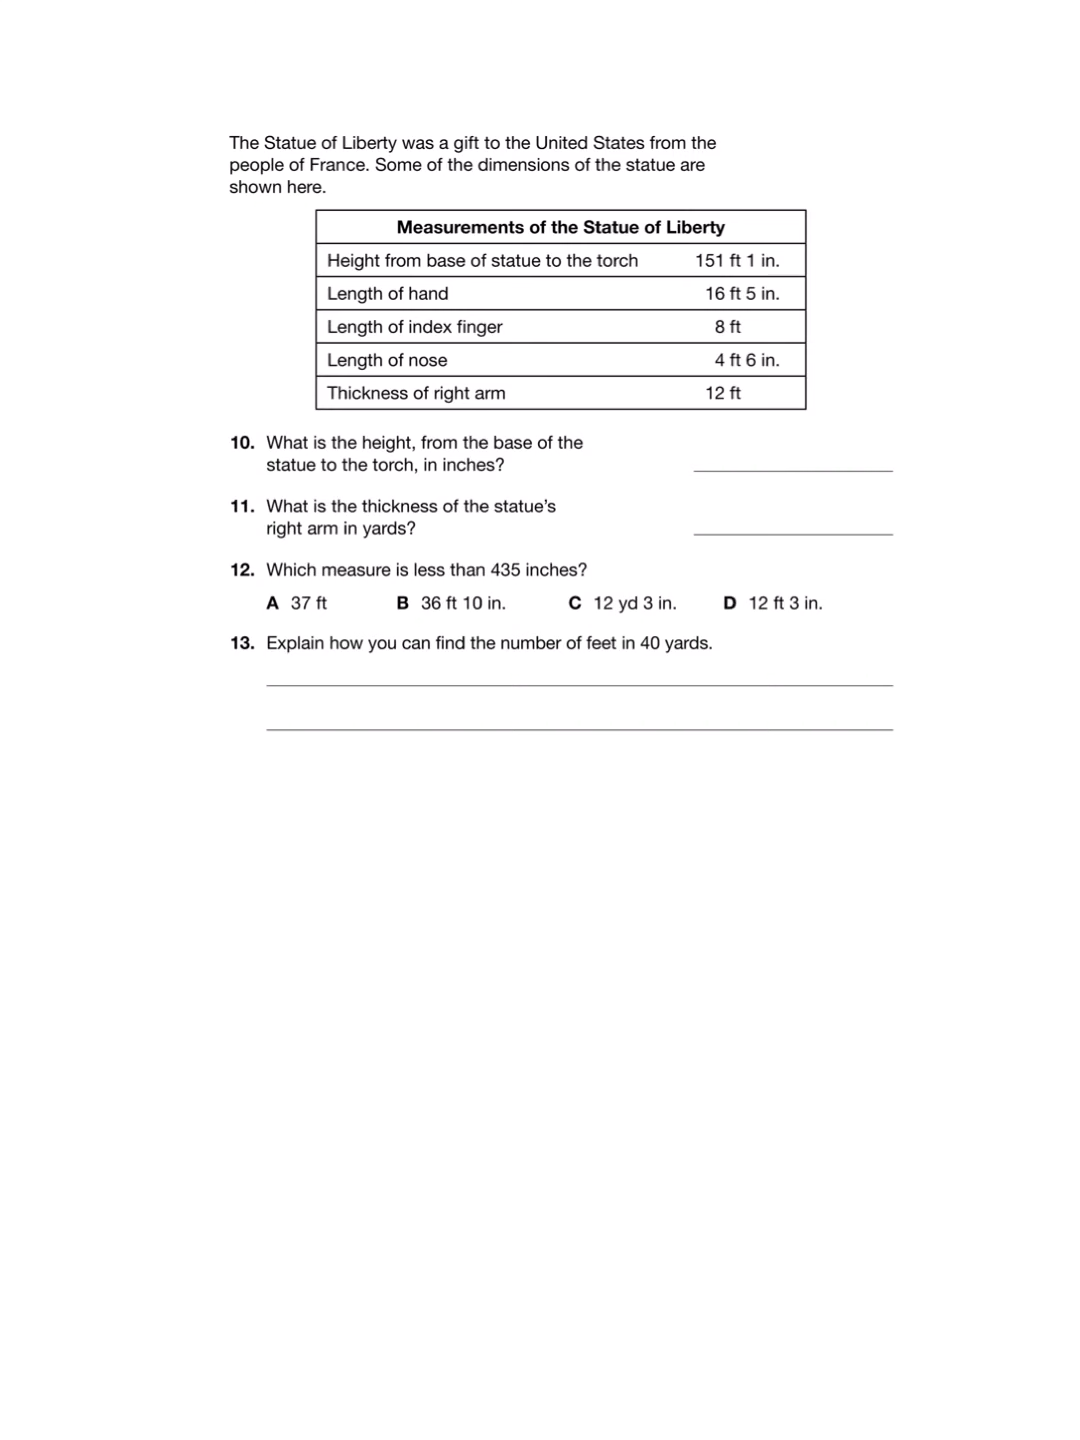 The Statue of Liberty was a gift to the United States from the
people of France. Some of the dimensions of the statue are
shown here.
Measurements of the Statue of Liberty
Height from base of statue to the torch 151 ft 1 in.
Length of hand 16 ft 5 in.
Length of index finger 8 ft
Length of nose 4 ft 6 in.
Thickness of right arm 12 ft
10. What is the height, from the base of the
statue to the torch, in inches?
11. What is the thickness of the statue’s
right arm in yards?
12. Which measure is less than 435 inches?
A 37 ft B 36 ft 10 in. C 12 yd 3 in. D 12 ft 3 in.
13. Explain how you can find the number of feet in 40 yards.